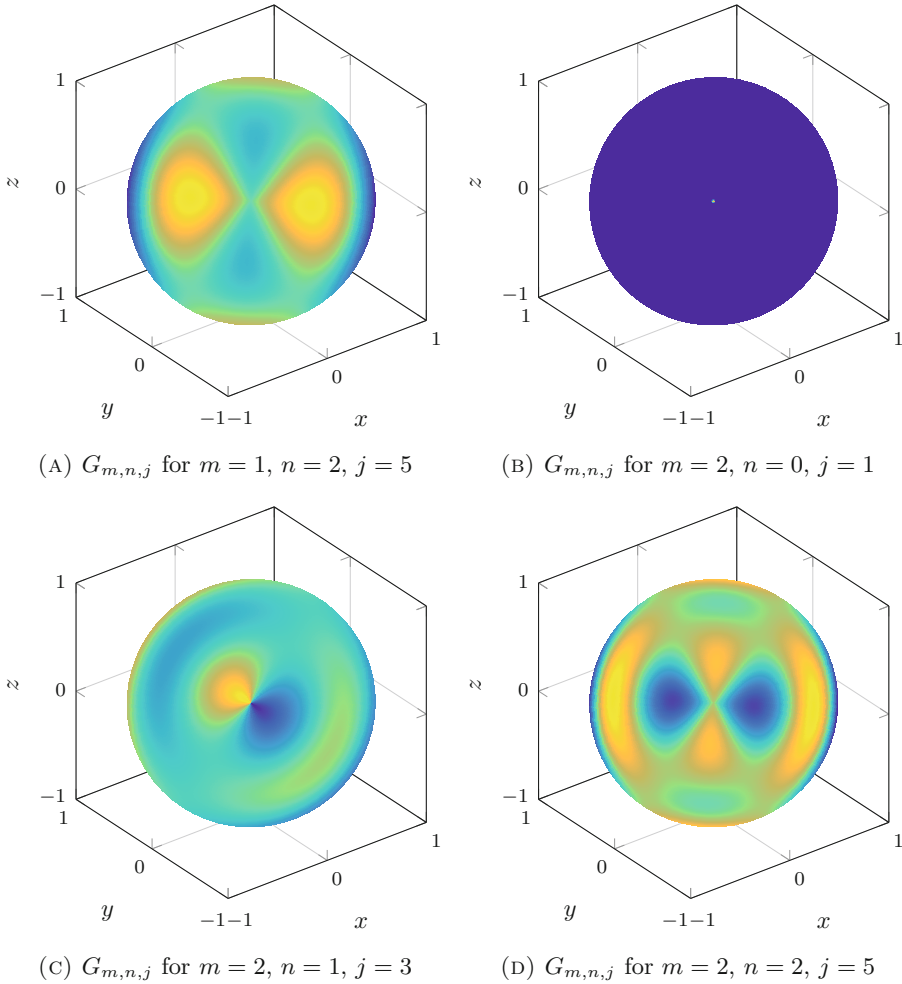 1
0
−1
z
1
0
−1−1
0
1
y
x
(A) G_{m,n,j} for m = 1, n = 2, j = 5
1
0
−1
z
1
0
−1−1
0
1
y
x
(B) G_{m,n,j} for m = 2, n = 0, j = 1
1
0
−1
z
1
0
−1−1
0
1
y
x
(C) G_{m,n,j} for m = 2, n = 1, j = 3
1
0
−1
z
1
0
−1−1
0
1
y
x
(D) G_{m,n,j} for m = 2, n = 2, j = 5